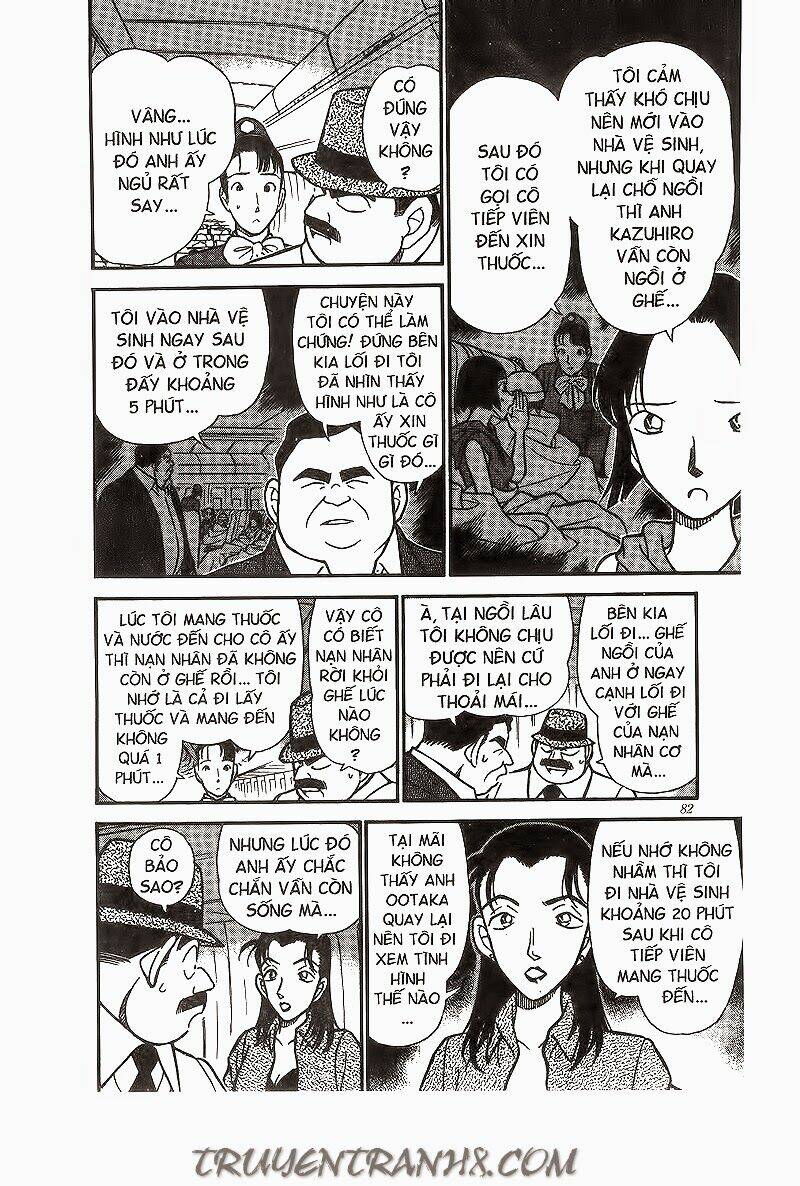 TÔI CẢM
THẤY KHÓ CHỊU
NÊN MỚI VÀO
NHÀ VỆ SINH,
NHƯNG KHI QUAY
LẠI CHỖ NGỒI
THÌ ANH
KAZUHIRO
VẪN CÒN
NGỒI Ở
GHẾ...
SAU ĐÓ
TÔI CÓ
GỌI CÔ
TIẾP VIÊN
ĐẾN XIN
THUỐC...
CÓ
ĐÚNG
VẬY
KHÔNG
?
VÂNG...
HÌNH NHƯ LÚC
ĐÓ ANH ẤY
NGỦ RẤT
SAY...
CHUYỆN NÀY
TÔI CÓ THỂ LÀM
CHỨNG! ĐỨNG BÊN
KIA LỐI ĐI TÔI
ĐÃ NHÌN THẤY
HÌNH NHƯ LÀ CÔ
ẤY XIN
THUỐC GÌ
GÌ ĐÓ...
TÔI VÀO NHÀ VỆ
SINH NGAY SAU
ĐÓ VÀ Ở TRONG
ĐẤY KHOẢNG
5 PHÚT...
BÊN KIA
LỐI ĐI... GHẾ
NGỒI CỦA
ANH Ở NGAY
CẠNH LỐI ĐI
VỚI GHẾ
CỦA NẠN
NHÂN CƠ
MÀ...
À, TẠI NGỒI LÂU
TÔI KHÔNG CHỊU
ĐƯỢC NÊN CỨ
PHẢI ĐI LẠI CHO
THOẢI MÁI...
VẬY CÔ
CÓ BIẾT
NẠN NHÂN
RỜI KHỎI
GHẾ LÚC
NÀO
KHÔNG
?
LÚC TÔI MANG THUỐC
VÀ NƯỚC ĐẾN CHO CÔ ẤY
THÌ NẠN NHÂN ĐÃ KHÔNG
CÒN Ở GHẾ RỒI... TÔI
NHỚ LÀ CẢ ĐI LẤY
THUỐC VÀ MANG ĐẾN
KHÔNG
QUÁ 1
PHÚT...
82
NẾU NHỚ KHÔNG
NHẦM THÌ TÔI
ĐI NHÀ VỆ SINH
KHOẢNG 20 PHÚT
SAU KHI CÔ
TIẾP VIÊN
MANG THUỐC
ĐẾN...
TẠI MÃI
KHÔNG
THẤY ANH
OOTAKA
QUAY LẠI
NÊN TÔI ĐI
XEM TÌNH
HÌNH
THẾ NÀO
...
NHƯNG LÚC ĐÓ
ANH ẤY CHẮC
CHẮN VẪN CÒN
SỐNG MÀ...
CÔ
BẢO
SAO?
TRUYENTRANH8.COM